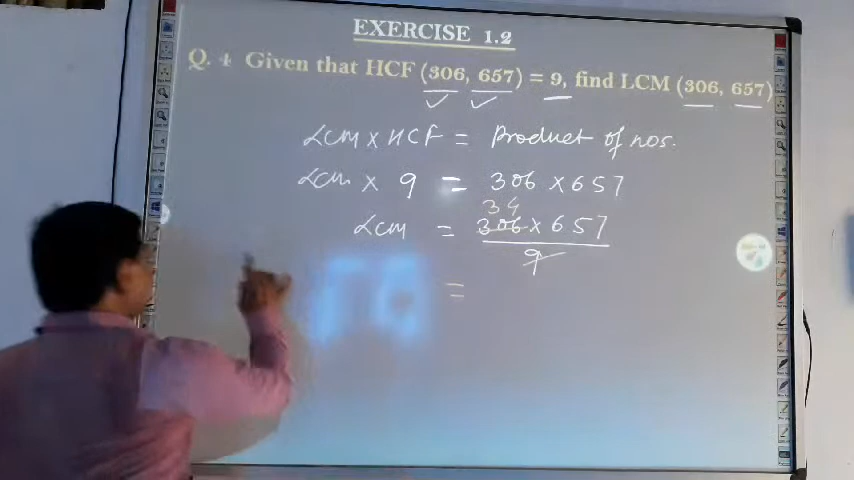 EXERCISE 1.2
Q. 4 Given that HCF (306, 657) = 9, find LCM (306, 657)
LCM X HCF = Product of nos.
LCM X 9 = 306 X 657
34
LCM = 306 X 657
9
=